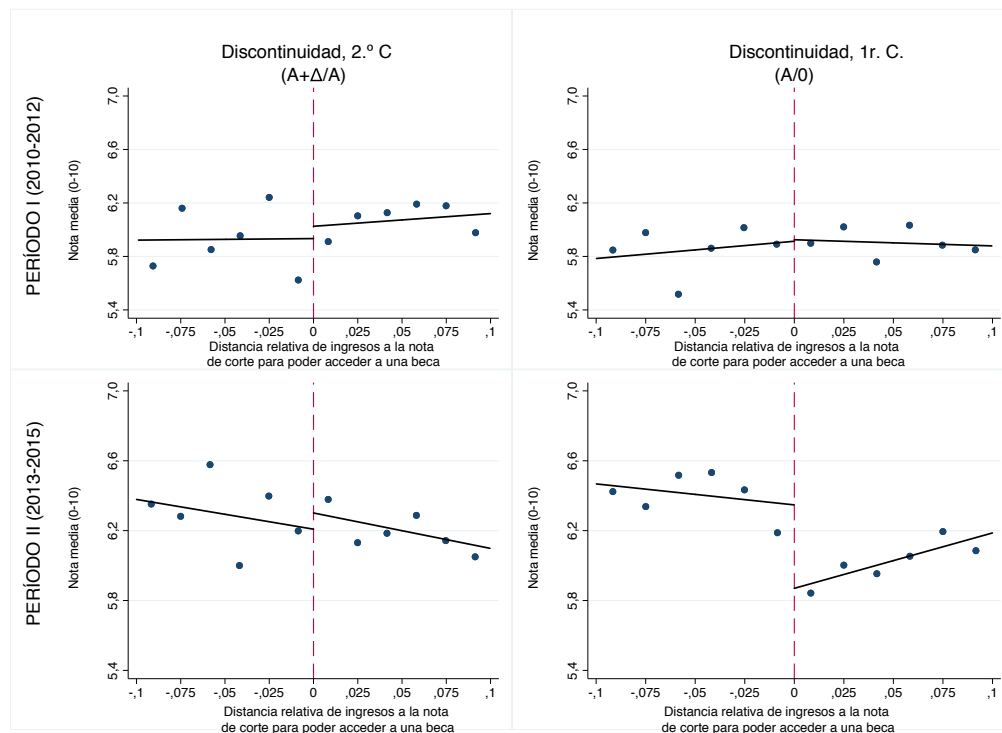 Discontinuidad, 2.º C
(A+Δ/A)
Discontinuidad, 1r. C.
(A/0)
PERÍODO I (2010-2012)
Nota media (0-10)
7,0
6,6
6,2
5,8
5,4
-,1 -,075 -,05 -,025 0 ,025 ,05 ,075 ,1
Distancia relativa de ingresos a la nota
de corte para poder acceder a una beca
Nota media (0-10)
7,0
6,6
6,2
5,8
5,4
-,1 -,075 -,05 -,025 0 ,025 ,05 ,075 ,1
Distancia relativa de ingresos a la nota
de corte para poder acceder a una beca
PERÍODO II (2013-2015)
Nota media (0-10)
7,0
6,6
6,2
5,8
5,4
-,1 -,075 -,05 -,025 0 ,025 ,05 ,075 ,1
Distancia relativa de ingresos a la nota
de corte para poder acceder a una beca
Nota media (0-10)
7,0
6,6
6,2
5,8
5,4
-,1 -,075 -,05 -,025 0 ,025 ,05 ,075 ,1
Distancia relativa de ingresos a la nota
de corte para poder acceder a una beca